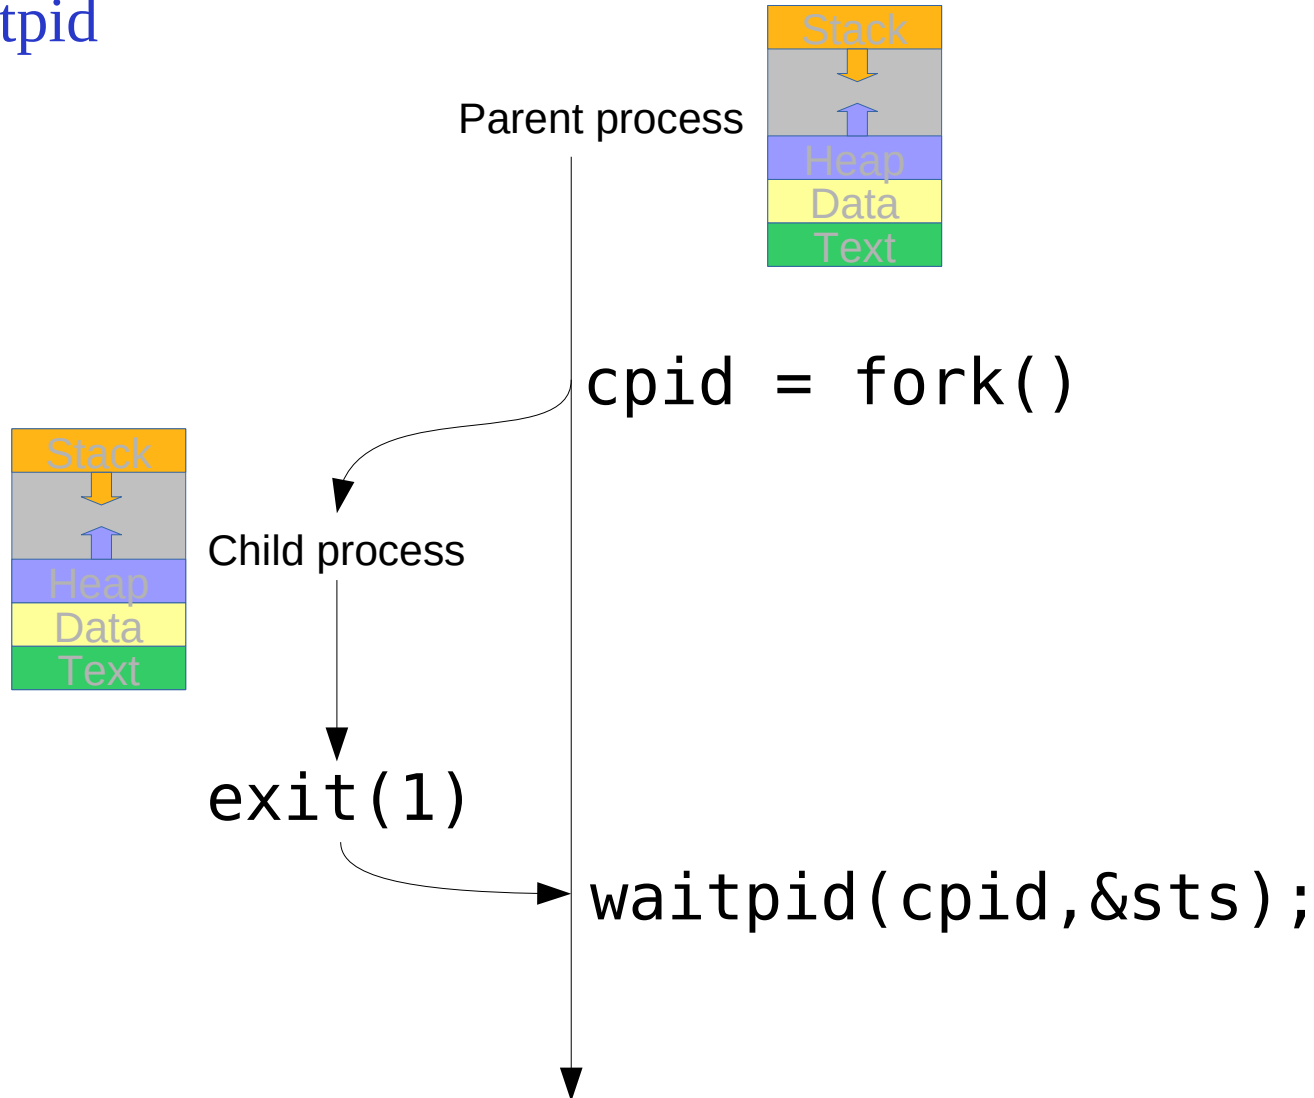 tpid
Stack
Parent process
Heap
Data
Text
cpid = fork()
Stack
Child process
Heap
Data
Text
exit(1)
waitpid(cpid,&sts);